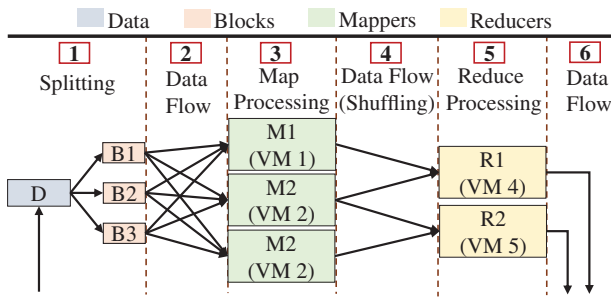 Data Blocks Mappers Reducers
1 2 3 4 5 6
Splitting
Data
Flow
Map
Processing
Data Flow
(Shuffling)
Reduce
Processing
Data
Flow
D
B1
B2
B3
M1
(VM 1)
M2
(VM 2)
M2
(VM 2)
R1
(VM 4)
R2
(VM 5)